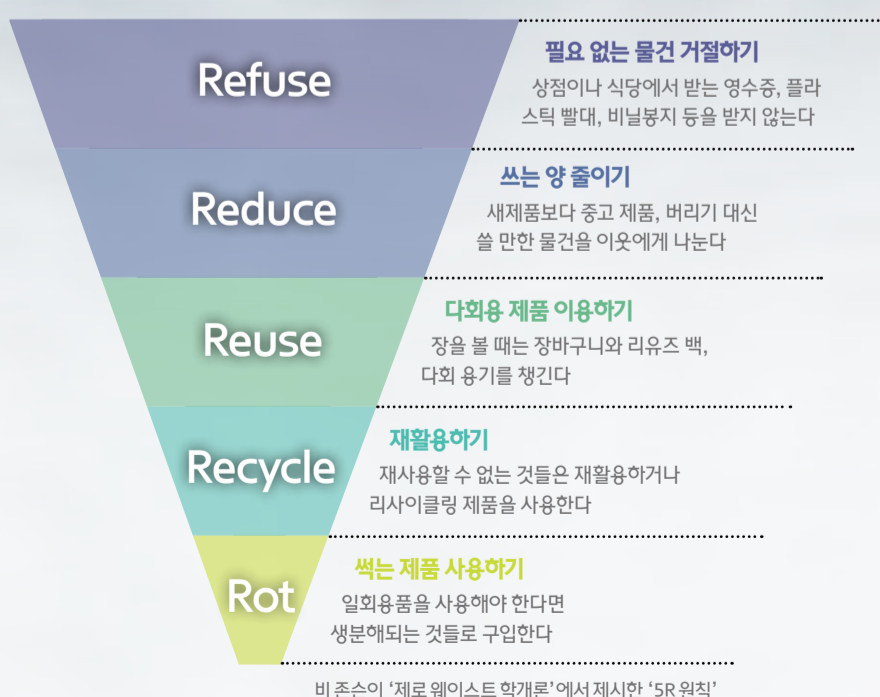 Refuse
필요 없는 물건 거절하기
상점이나 식당에서 받는 영수증, 플라
스틱 빨대, 비닐봉지 등을 받지 않는다
Reduce
쓰는 양 줄이기
새제품보다 중고 제품, 버리기 대신
쓸 만한 물건을 이웃에게 나눈다
Reuse
다회용 제품 이용하기
장을 볼 때는 장바구니와 리유즈 백,
다회 용기를 챙긴다
Recycle
재활용하기
재사용할 수 없는 것들은 재활용하거나
리사이클링 제품을 사용한다
Rot
썩는 제품 사용하기
일회용품을 사용해야 한다면
생분해되는 것들로 구입한다
비 존슨이 ‘제로 웨이스트 학개론’에서 제시한 ‘5R 원칙’